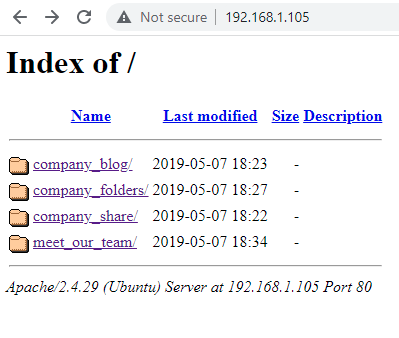 Not secure | 192.168.1.105
Index of /
Name Last modified Size Description
company_blog/ 2019-05-07 18:23 -
company_folders/ 2019-05-07 18:27 -
company_share/ 2019-05-07 18:22 -
meet_our_team/ 2019-05-07 18:34 -
Apache/2.4.29 (Ubuntu) Server at 192.168.1.105 Port 80